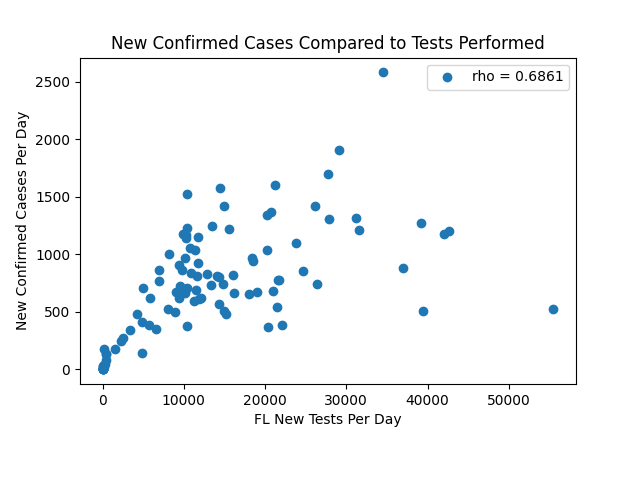 New Confirmed Cases Compared to Tests Performed
rho = 0.6861
New Confirmed Caeses Per Day
2500
2000
1500
1000
500
0
0 10000 20000 30000 40000 50000
FL New Tests Per Day